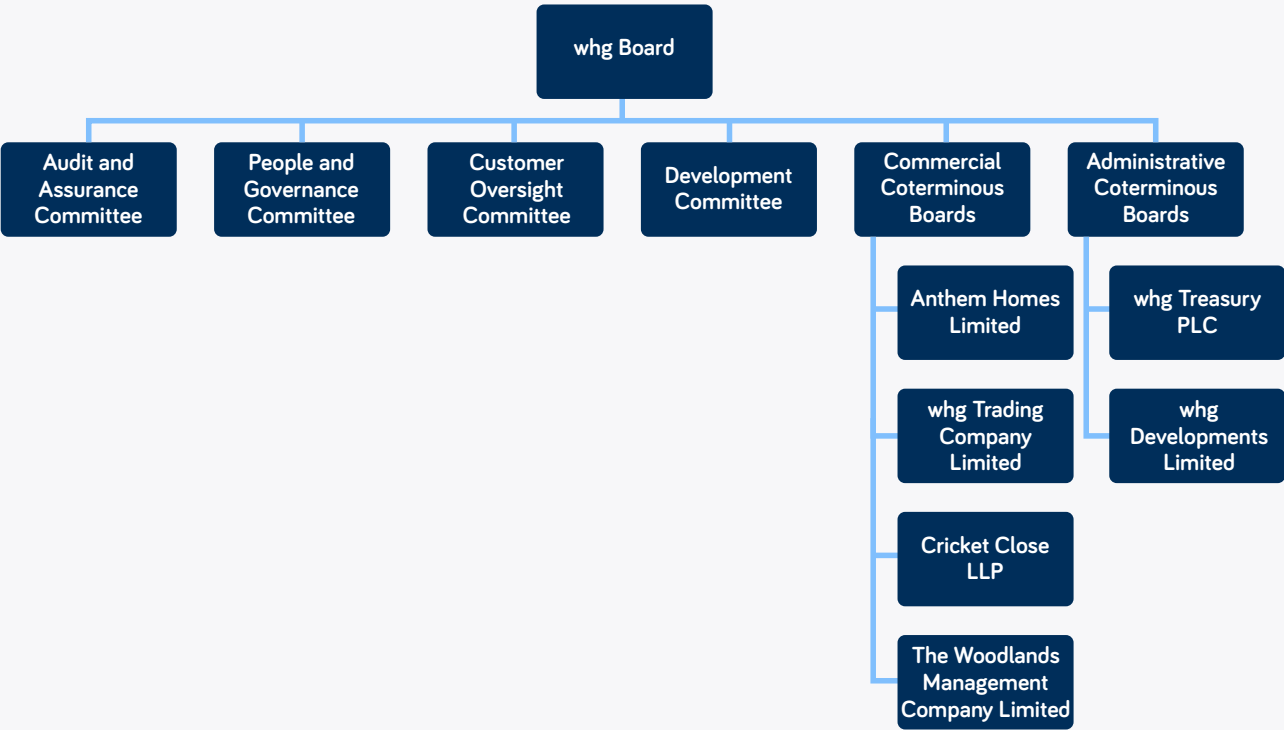 whg Board
Audit and
Assurance
Committee
People and
Governance
Committee
Customer
Oversight
Committee
Development
Committee
Commercial
Coterminous
Boards
Administrative
Coterminous
Boards
Anthem Homes
Limited
whg Trading
Company
Limited
Cricket Close
LLP
The Woodlands
Management
Company Limited
whg Treasury
PLC
whg
Developments
Limited